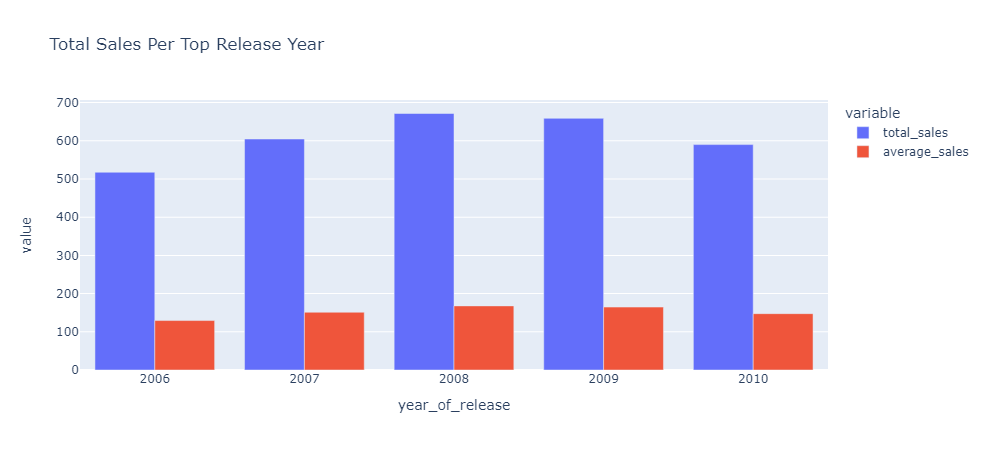 Total Sales Per Top Release Year
variable
total_sales
average_sales
700
600
500
400
300
200
100
0
value
2006 2007 2008 2009 2010
year_of_release